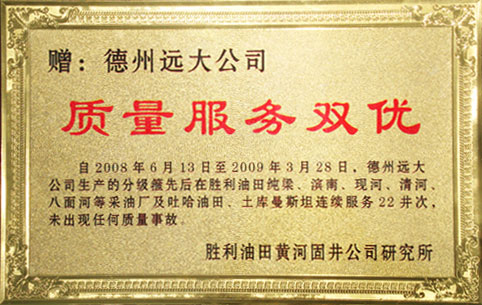 赠：德州远大公司
质量服务双优
自2008年6月13日至2009年3月28日，德州远大
公司生产的分级箍先后在胜利油田纯梁、滨南、现河、清河、
八面河等采油厂及吐哈油田、土库曼斯坦连续服务22井次，
未出现任何质量事故。
胜利油田黄河固井公司研究所